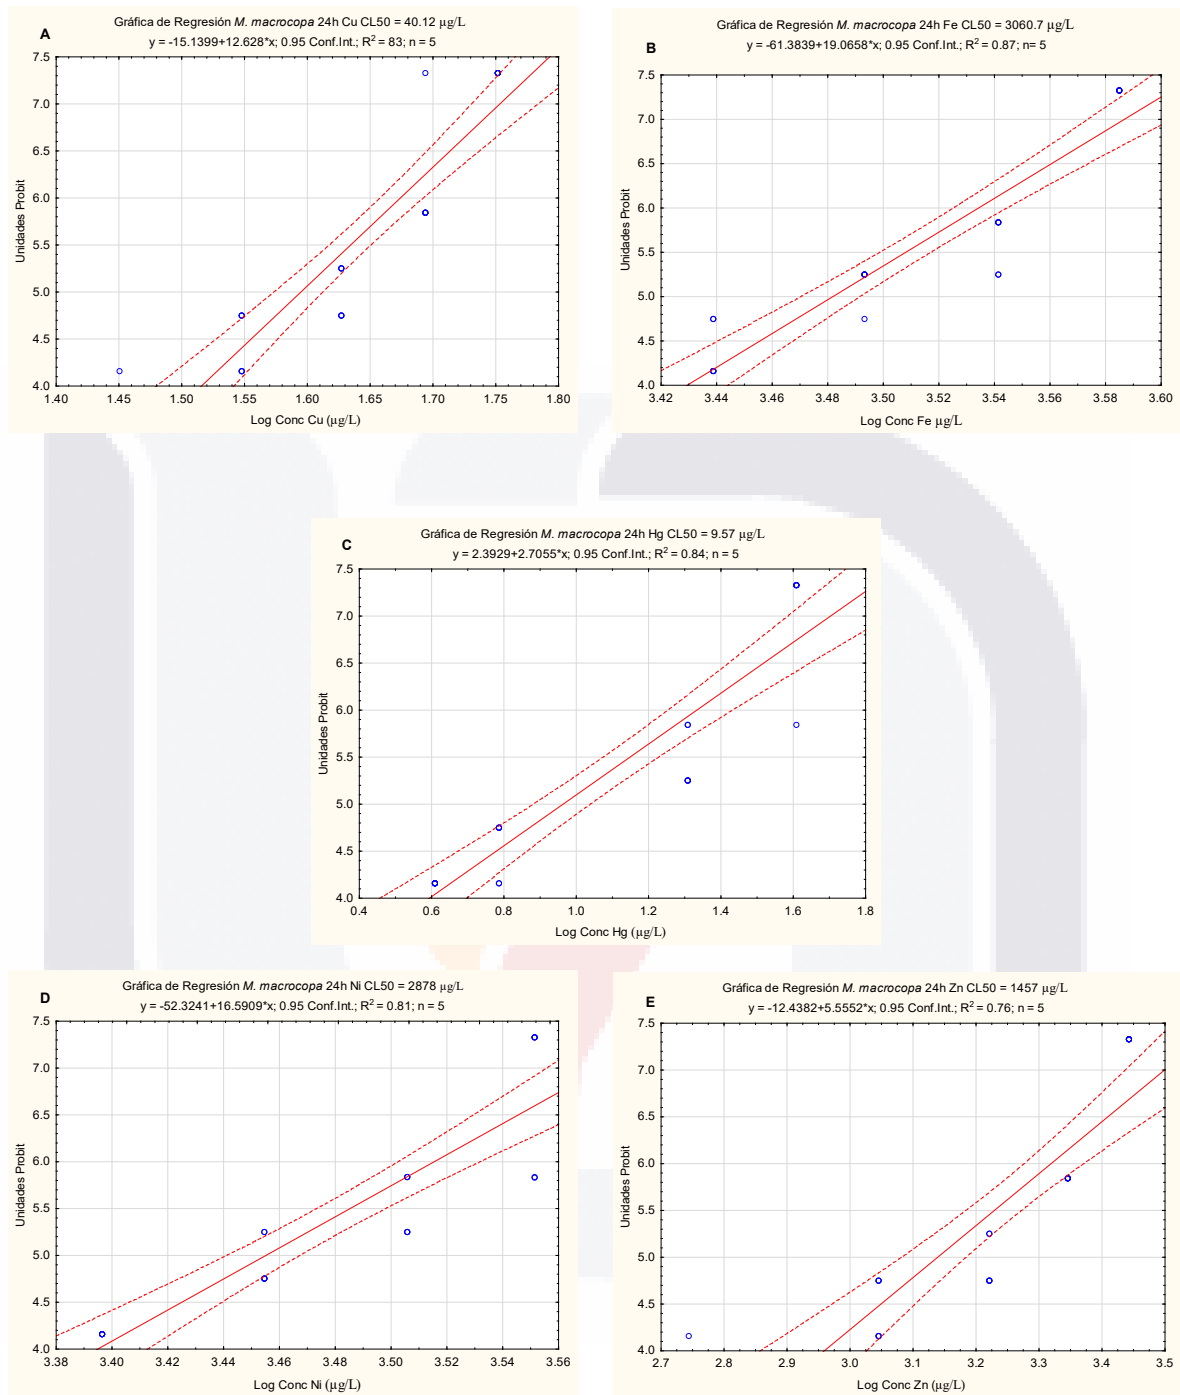 Gráfica de Regresión M. macrocopa 24h Cu CL50 = 40.12 µg/L
A
y = -15.1399+12.628*x; 0.95 Conf.Int.; R² = 83; n = 5
7.5
7.0
6.5
6.0
5.5
5.0
4.5
4.0
Unidades Probit
1.40 1.45 1.50 1.55 1.60 1.65 1.70 1.75 1.80
Log Conc Cu (µg/L)
Gráfica de Regresión M. macrocopa 24h Fe CL50 = 3060.7 µg/L
B
y = -61.3839+19.0658*x; 0.95 Conf.Int.; R² = 0.87; n= 5
7.5
7.0
6.5
6.0
5.5
5.0
4.5
4.0
Unidades Probit
3.42 3.44 3.46 3.48 3.50 3.52 3.54 3.56 3.58 3.60
Log Conc Fe µg/L
Gráfica de Regresión M. macrocopa 24h Hg CL50 = 9.57 µg/L
C
y = 2.3929+2.7055*x; 0.95 Conf.Int.; R² = 0.84; n = 5
7.5
7.0
6.5
6.0
5.5
5.0
4.5
4.0
Unidades Probit
0.4 0.6 0.8 1.0 1.2 1.4 1.6 1.8
Log Conc Hg (µg/L)
Gráfica de Regresión M. macrocopa 24h Ni CL50 = 2878 µg/L
D
y = -52.3241+16.5909*x; 0.95 Conf.Int.; R² = 0.81; n = 5
7.5
7.0
6.5
6.0
5.5
5.0
4.5
4.0
Unidades Probit
3.38 3.40 3.42 3.44 3.46 3.48 3.50 3.52 3.54 3.56
Log Conc Ni (µg/L)
Gráfica de Regresión M. macrocopa 24h Zn CL50 = 1457 µg/L
E
y = -12.4382+5.5552*x; 0.95 Conf.Int.; R² = 0.76; n = 5
7.5
7.0
6.5
6.0
5.5
5.0
4.5
4.0
Unidades Probit
2.7 2.8 2.9 3.0 3.1 3.2 3.3 3.4 3.5
Log Conc Zn (µg/L)